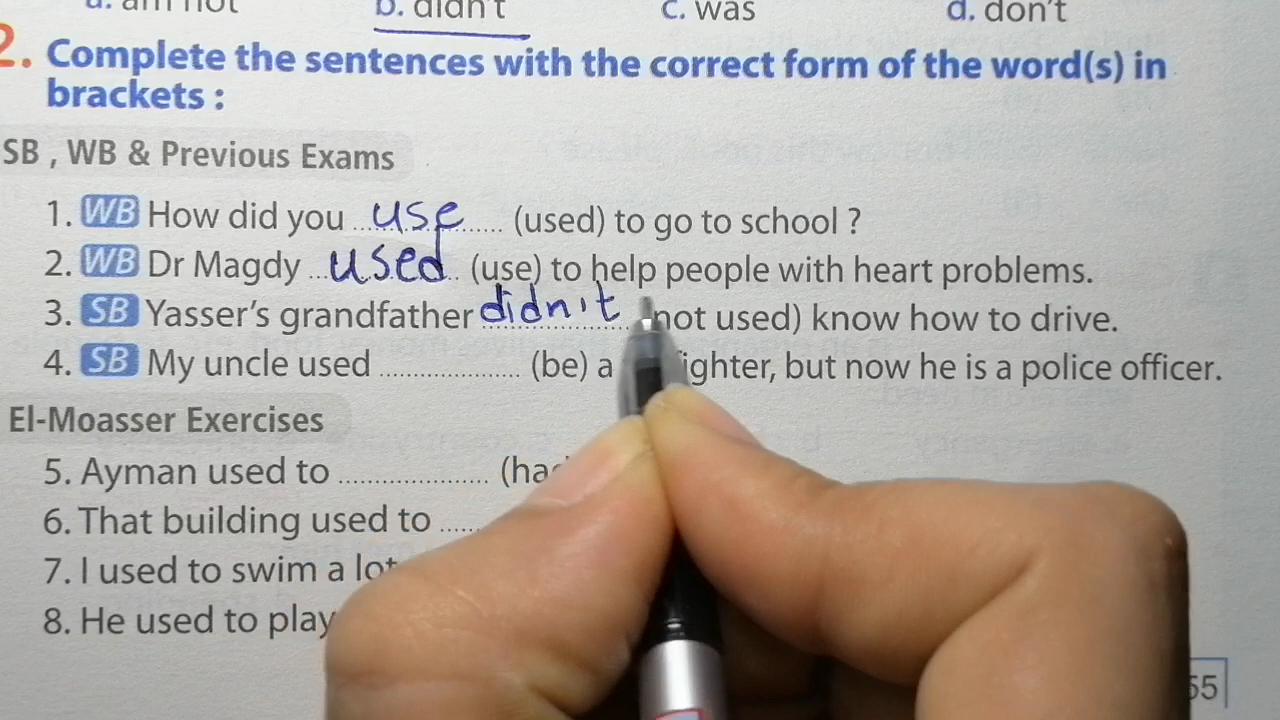 a. am not b. didn't c. was d. don't
2. Complete the sentences with the correct form of the word(s) in
brackets :
SB , WB & Previous Exams
1. WB How did you use (used) to go to school ?
2. WB Dr Magdy used (use) to help people with heart problems.
3. SB Yasser's grandfather didn't not used) know how to drive.
4. SB My uncle used .................. (be) a ighter, but now he is a police officer.
El-Moasser Exercises
5. Ayman used to ................... (ha
6. That building used to .....
7. I used to swim a lot
8. He used to play
55